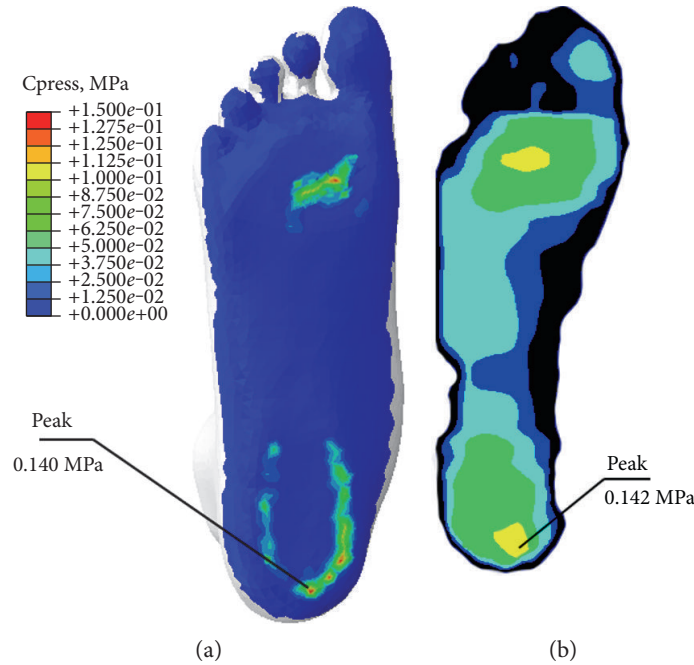 Cpress, MPa
+1.500e−01
+1.275e−01
+1.250e−01
+1.125e−01
+1.000e−01
+8.750e−02
+7.500e−02
+6.250e−02
+5.000e−02
+3.750e−02
+2.500e−02
+1.250e−02
+0.000e+00
Peak
0.140 MPa
Peak
0.142 MPa
(a)
(b)